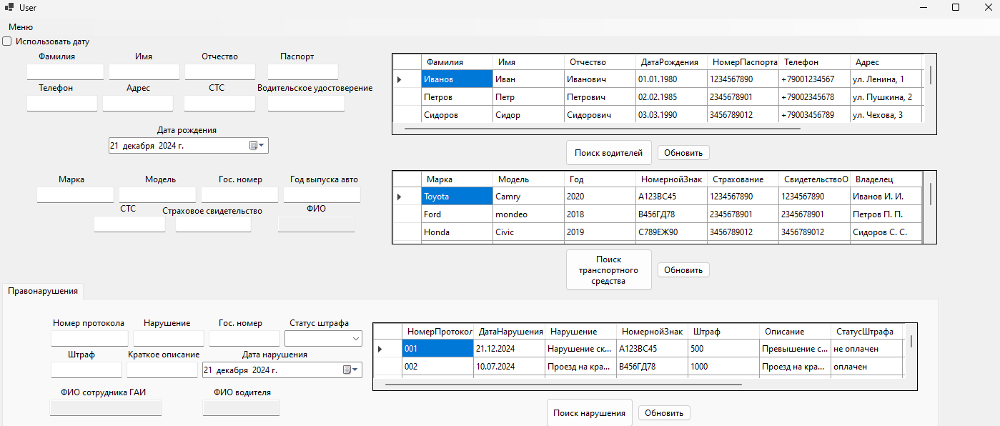 User
Меню
Использовать дату
Фамилия Имя Отчество Паспорт
Телефон Адрес СТС Водительское удостоверение
Дата рождения
21 декабря 2024 г.
Фамилия Имя Отчество ДатаРождения НомерПаспорта Телефон Адрес
Иванов Иван Иванович 01.01.1980 1234567890 +79001234567 ул. Ленина, 1
Петров Петр Петрович 02.02.1985 2345678901 +79002345678 ул. Пушкина, 2
Сидоров Сидор Сидорович 03.03.1990 3456789012 +79003456789 ул. Чехова, 3
Поиск водителей Обновить
Марка Модель Гос. номер Год выпуска авто
СТС Страховое свидетельство ФИО
Марка Модель Год НомернойЗнак Страхование СвидетельствоО Владелец
Toyota Camry 2020 А123ВС45 1234567890 1234567890 Иванов И. И.
Ford mondeo 2018 В456ГД78 2345678901 2345678901 Петров П. П.
Honda Civic 2019 С789ЕЖ90 3456789012 3456789012 Сидоров С. С.
Поиск
транспортного
средства
Обновить
Правонарушения
Номер протокола Нарушение Гос. номер Статус штрафа
Штраф Краткое описание Дата нарушения
21 декабря 2024 г.
ФИО сотрудника ГАИ ФИО водителя
НомерПротокол ДатаНарушения Нарушение НомернойЗнак Штраф Описание СтатусШтрафа
001 21.12.2024 Нарушение ск... А123ВС45 500 Превышение с... не оплачен
002 10.07.2024 Проезд на кра... В456ГД78 1000 Проезд на кра... оплачен
Поиск нарушения Обновить